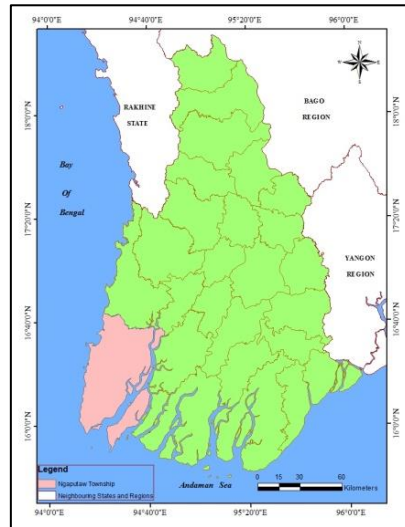 94°0'0"E 94°40'0"E 95°20'0"E 96°0'0"E
18°0'0"N
18°0'0"N
RAKHINE
STATE
BAGO
REGION
Bay
Of
Bengal
17°20'0"N
17°20'0"N
YANGON
REGION
16°40'0"N
16°40'0"N
16°0'0"N
16°0'0"N
Legend
Ngaputaw Township
Neighbouring States and Regions
Andaman Sea
0 15 30 60
Kilometers
94°0'0"E 94°40'0"E 95°20'0"E 96°0'0"E